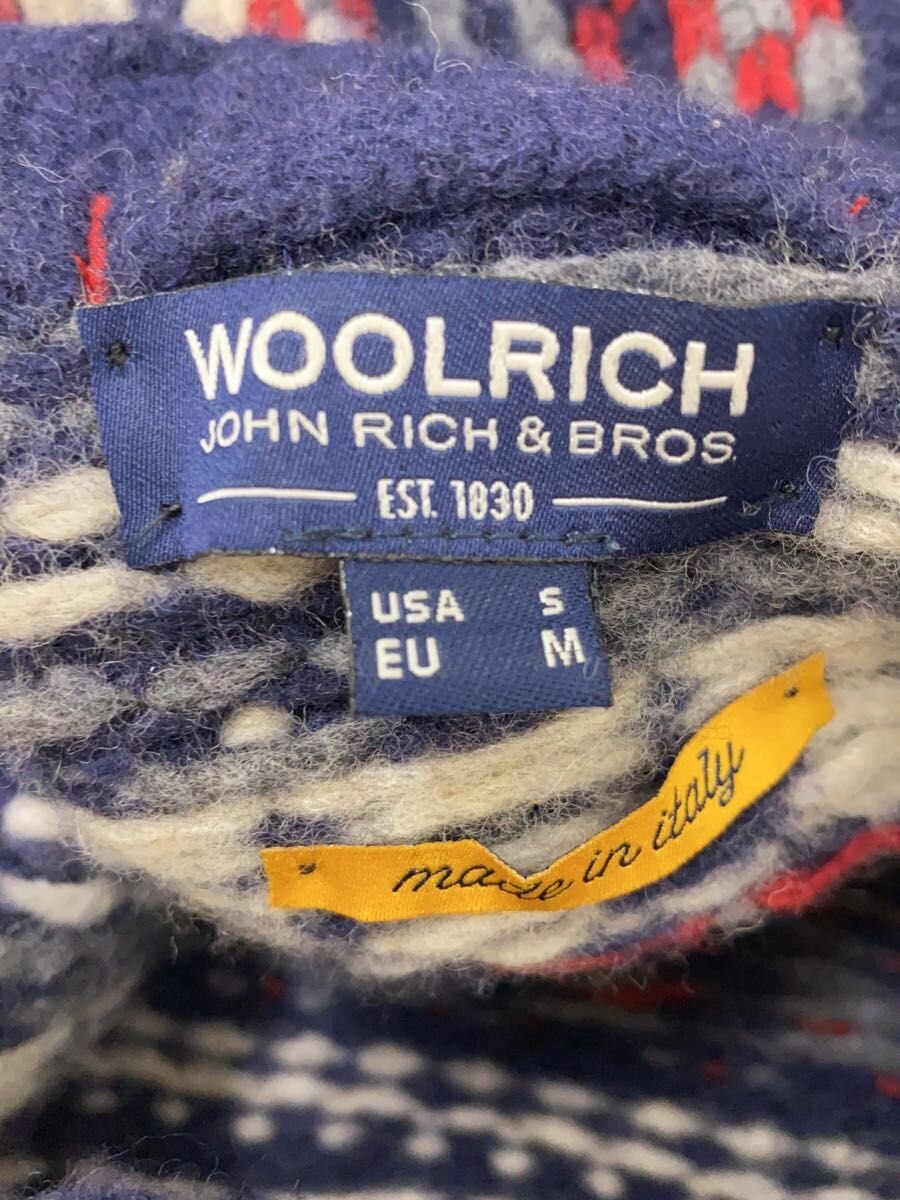 WOOLRICH
JOHN RICH & BROS.
EST. 1830
USA S
EU M
made in italy